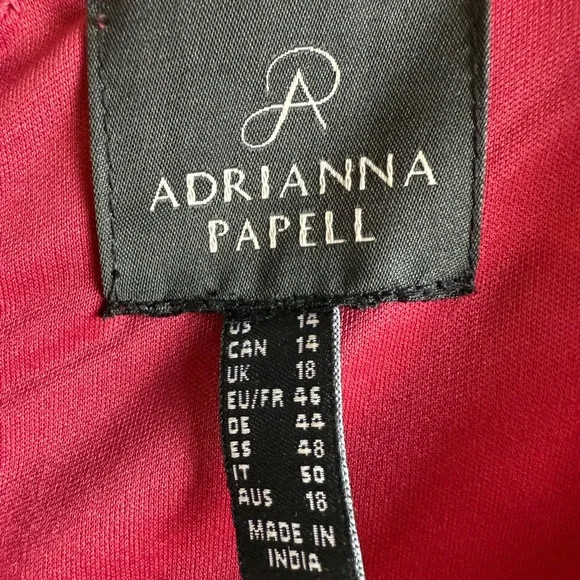 ADRIANNA
PAPELL
US 14
CAN 14
UK 18
EU/FR 46
DE 44
ES 48
IT 50
AUS 18
MADE IN
INDIA